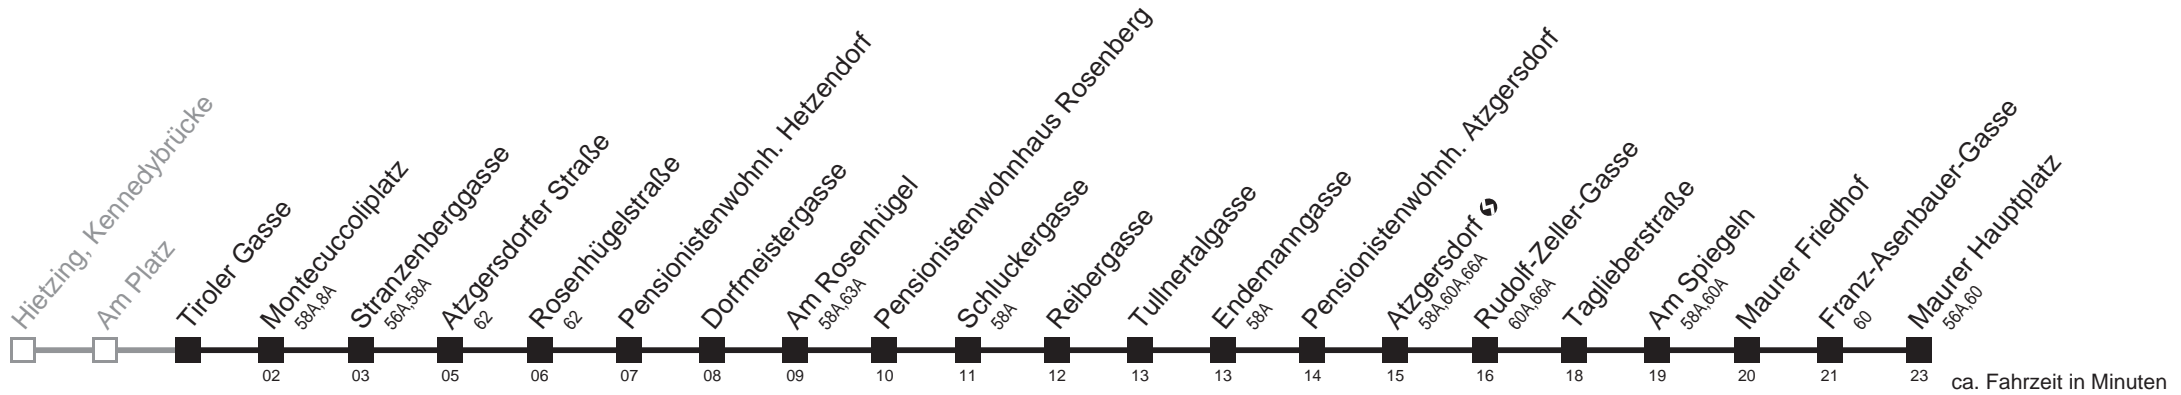 Hietzing, Kennedybrücke
Am Platz
Tiroler Gasse
Montecuccoliplatz
58A,8A
02
Stranzenberggasse
56A,58A
03
Atzgersdorfer Straße
62
05
Rosenhügelstraße
62
06
Pensionistenwohnh. Hetzendorf
07
Dorfmeistergasse
08
Am Rosenhügel
58A,63A
09
Pensionistenwohnhaus Rosenberg
10
Schluckergasse
58A
11
Reibergasse
12
Tullnertalgasse
13
Endemanngasse
58A
13
Pensionistenwohnh. Atzgersdorf
14
Atzgersdorf
58A,60A,66A
15
Rudolf-Zeller-Gasse
60A,66A
16
Taglieberstraße
18
Am Spiegeln
58A,60A
19
Maurer Friedhof
20
Franz-Asenbauer-Gasse
60
21
Maurer Hauptplatz
56A,60
23
ca. Fahrzeit in Minuten